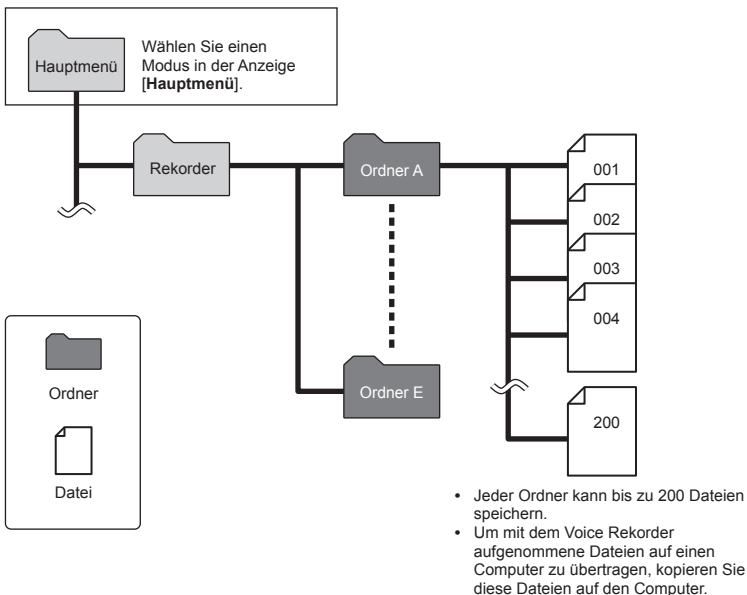 Hauptmenü
Wählen Sie einen
Modus in der Anzeige
[Hauptmenü].
Rekorder
Ordner A
001
002
003
004
Ordner E
200
Ordner
Datei
• Jeder Ordner kann bis zu 200 Dateien
speichern.
• Um mit dem Voice Rekorder
aufgenommene Dateien auf einen
Computer zu übertragen, kopieren Sie
diese Dateien auf den Computer.